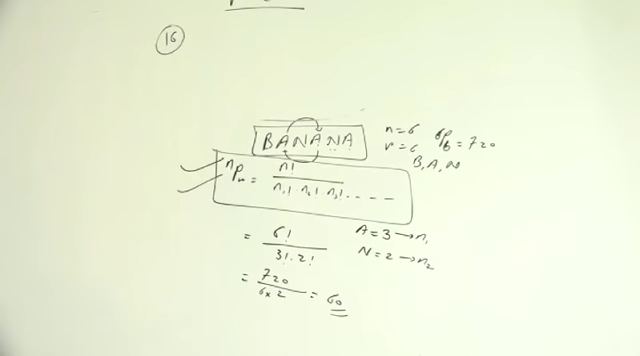 16
BANANA
n=6 6P6 = 720
r=6
B, A, N
nPn = n! / n1! · n2! n3! . . . . - - -
= 6! / 3! · 2!
A = 3 → n1
N = 2 → n2
= 720 / 6×2 = 60